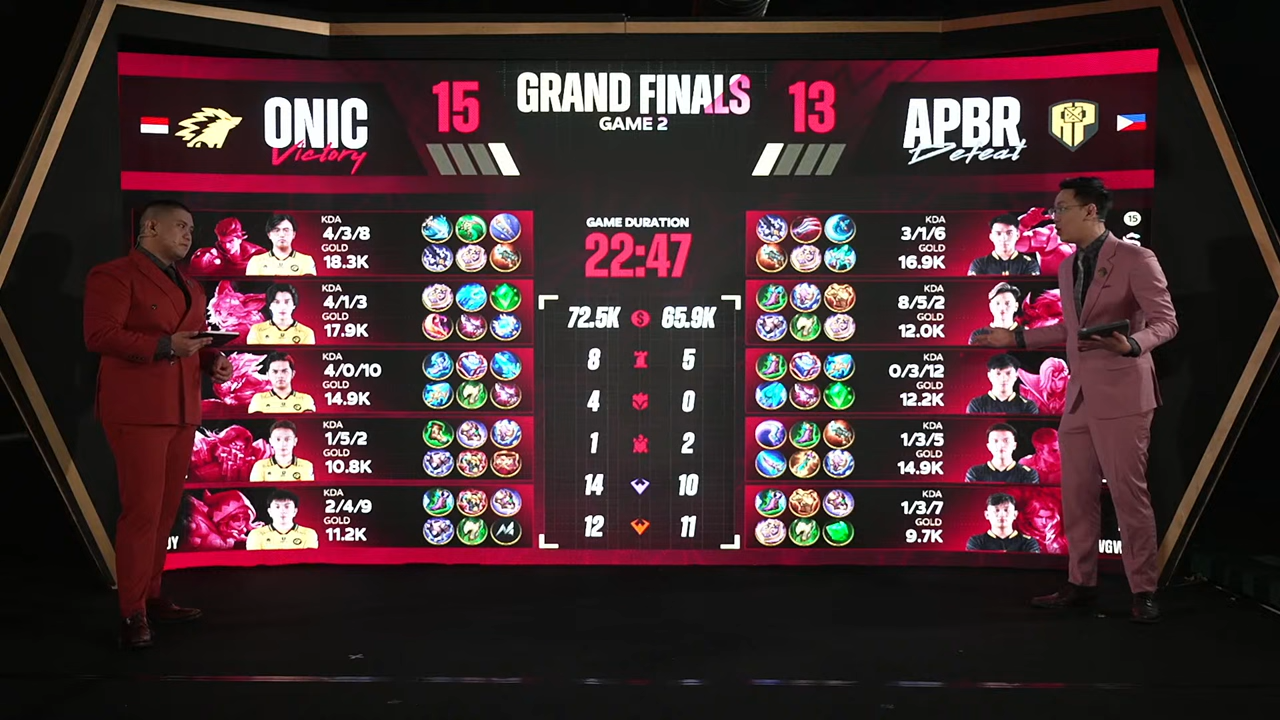 ONIC
Victory
15
GRAND FINALS
GAME 2
13
APBR
Defeat
KDA
4/3/8
GOLD
18.3K
KDA
4/1/3
GOLD
17.9K
KDA
4/0/10
GOLD
14.9K
KDA
1/5/2
GOLD
10.8K
KDA
2/4/9
GOLD
11.2K
GAME DURATION
22:47
72.5K $ 65.9K
8 5
4 0
1 2
14 10
12 11
KDA
3/1/6
GOLD
16.9K
15
KDA
8/5/2
GOLD
12.0K
KDA
0/3/12
GOLD
12.2K
KDA
1/3/5
GOLD
14.9K
KDA
1/3/7
GOLD
9.7K